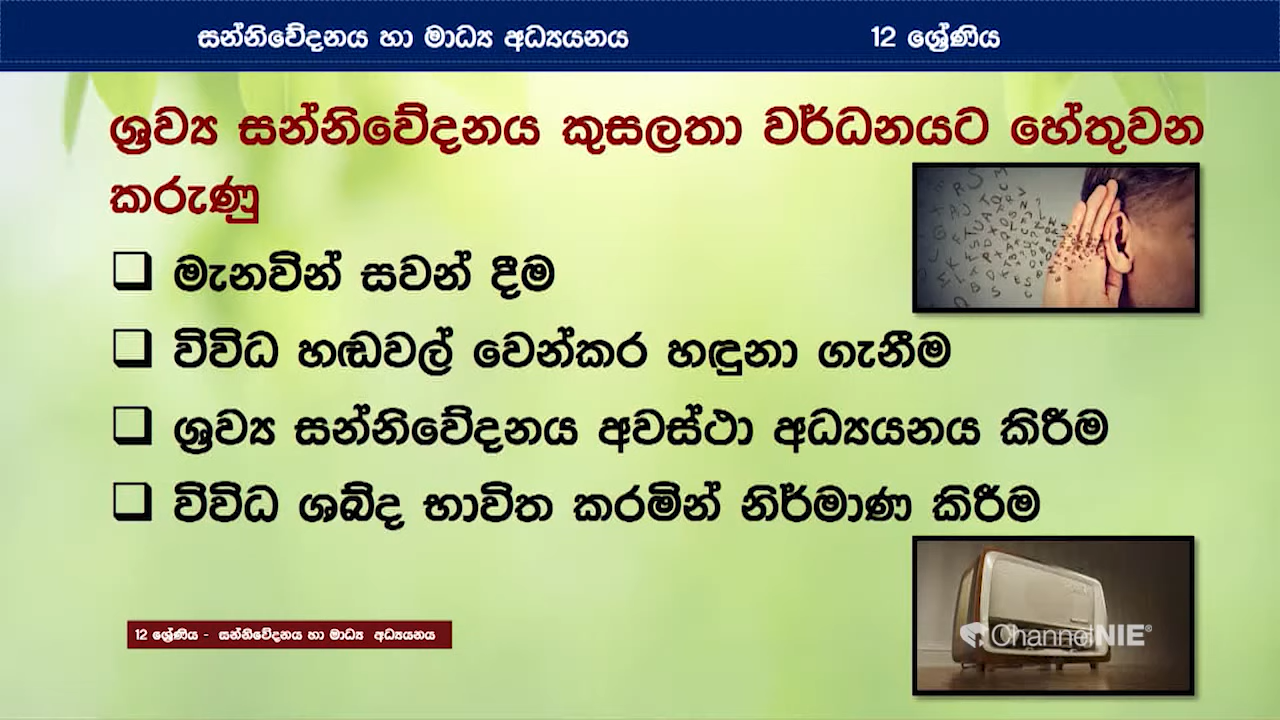 සන්නිවේදනය හා මාධ්‍ය අධ්‍යයනය 12 ශ්‍රේණිය
ශ්‍රව්‍ය සන්නිවේදනය කුසලතා වර්ධනයට හේතුවන
කරුණු
මැනවින් සවන් දීම
විවිධ හඬවල් වෙන්කර හඳුනා ගැනීම
ශ්‍රව්‍ය සන්නිවේදනය අවස්ථා අධ්‍යයනය කිරීම
විවිධ ශබ්ද භාවිත කරමින් නිර්මාණ කිරීම
12 ශ්‍රේණිය - සන්නිවේදනය හා මාධ්‍ය අධ්‍යයනය
ChannelNIE®